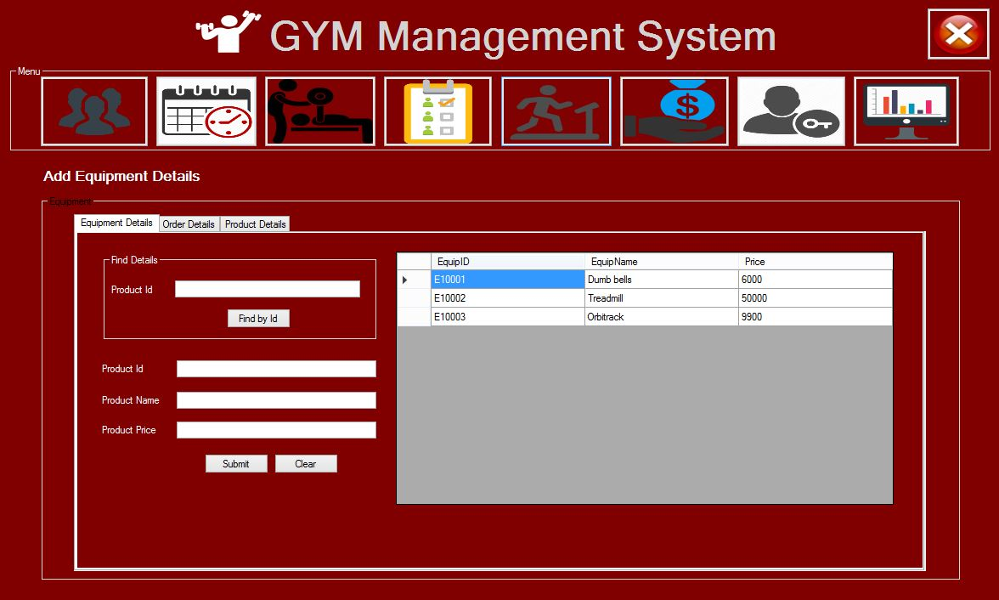 GYM Management System
Menu
$
Add Equipment Details
Equipment
Equipment Details Order Details Product Details
Find Details
Product Id
Find by Id
Product Id
Product Name
Product Price
Submit Clear
EquipID EquipName Price
E10001 Dumb bells 6000
E10002 Treadmill 50000
E10003 Orbitrack 9900